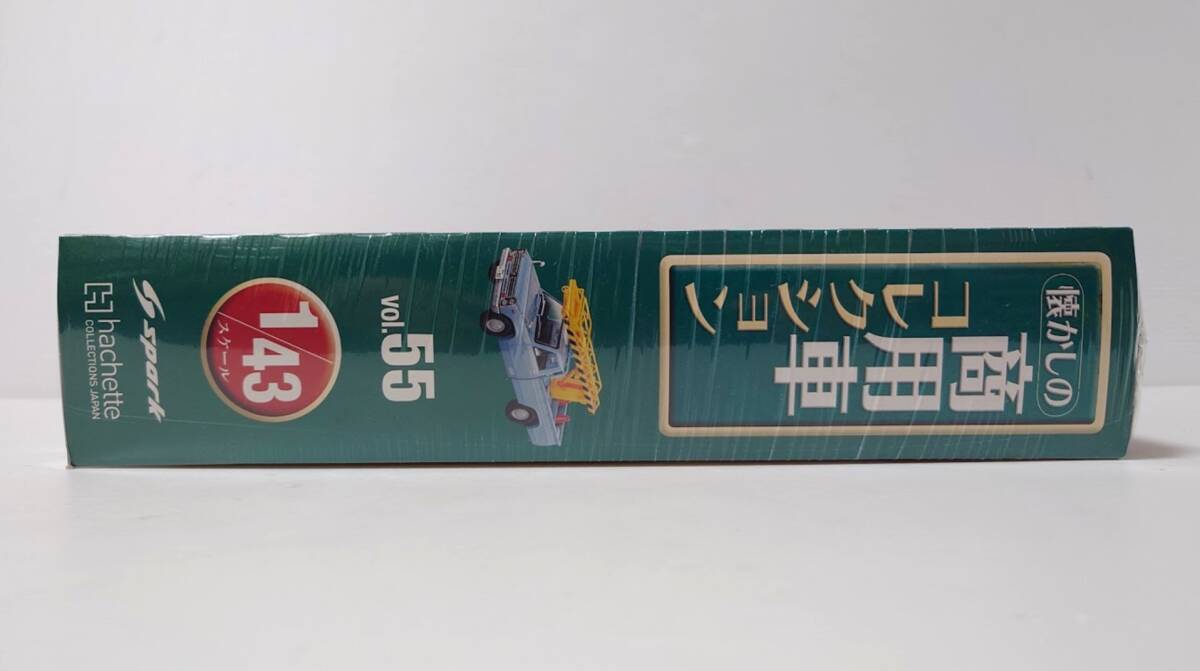 懐かしの
商用車
コレクション
vol.55
1/43
スケール
spark
hachette
COLLECTIONS JAPAN